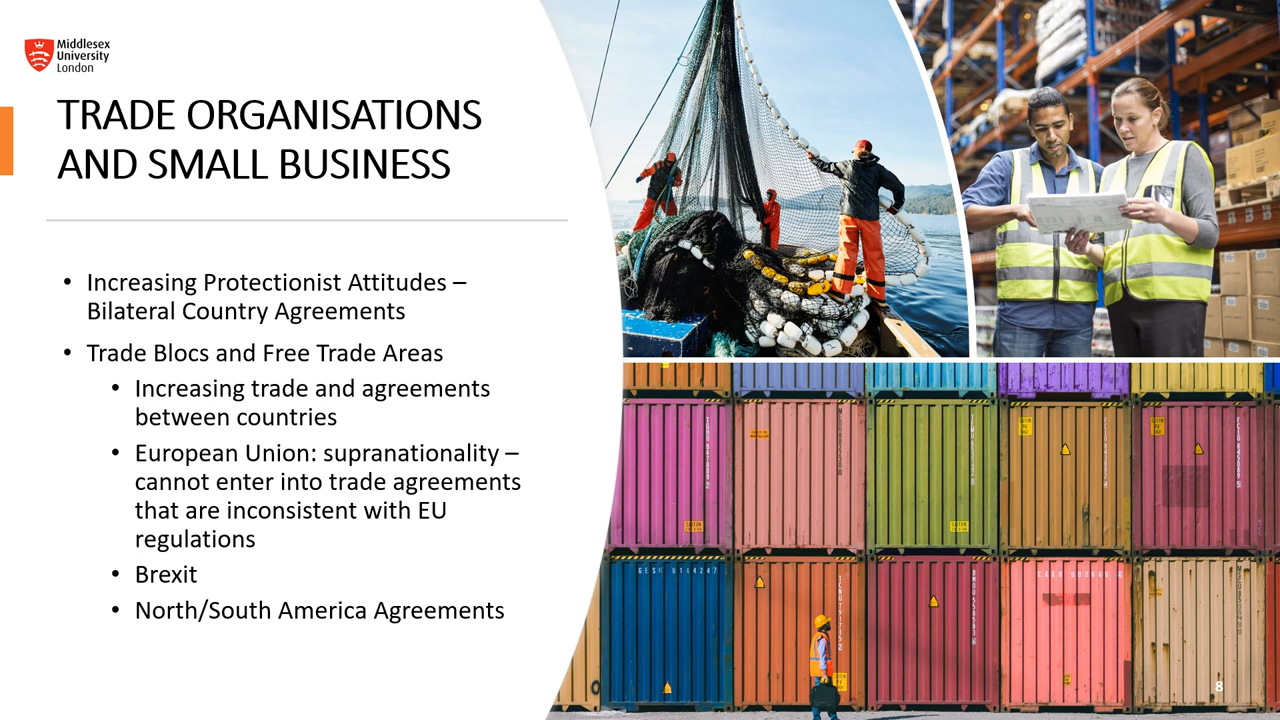 Middlesex
University
London
TRADE ORGANISATIONS
AND SMALL BUSINESS
• Increasing Protectionist Attitudes –
Bilateral Country Agreements
• Trade Blocs and Free Trade Areas
• Increasing trade and agreements
between countries
• European Union: supranationality –
cannot enter into trade agreements
that are inconsistent with EU
regulations
• Brexit
• North/South America Agreements
8